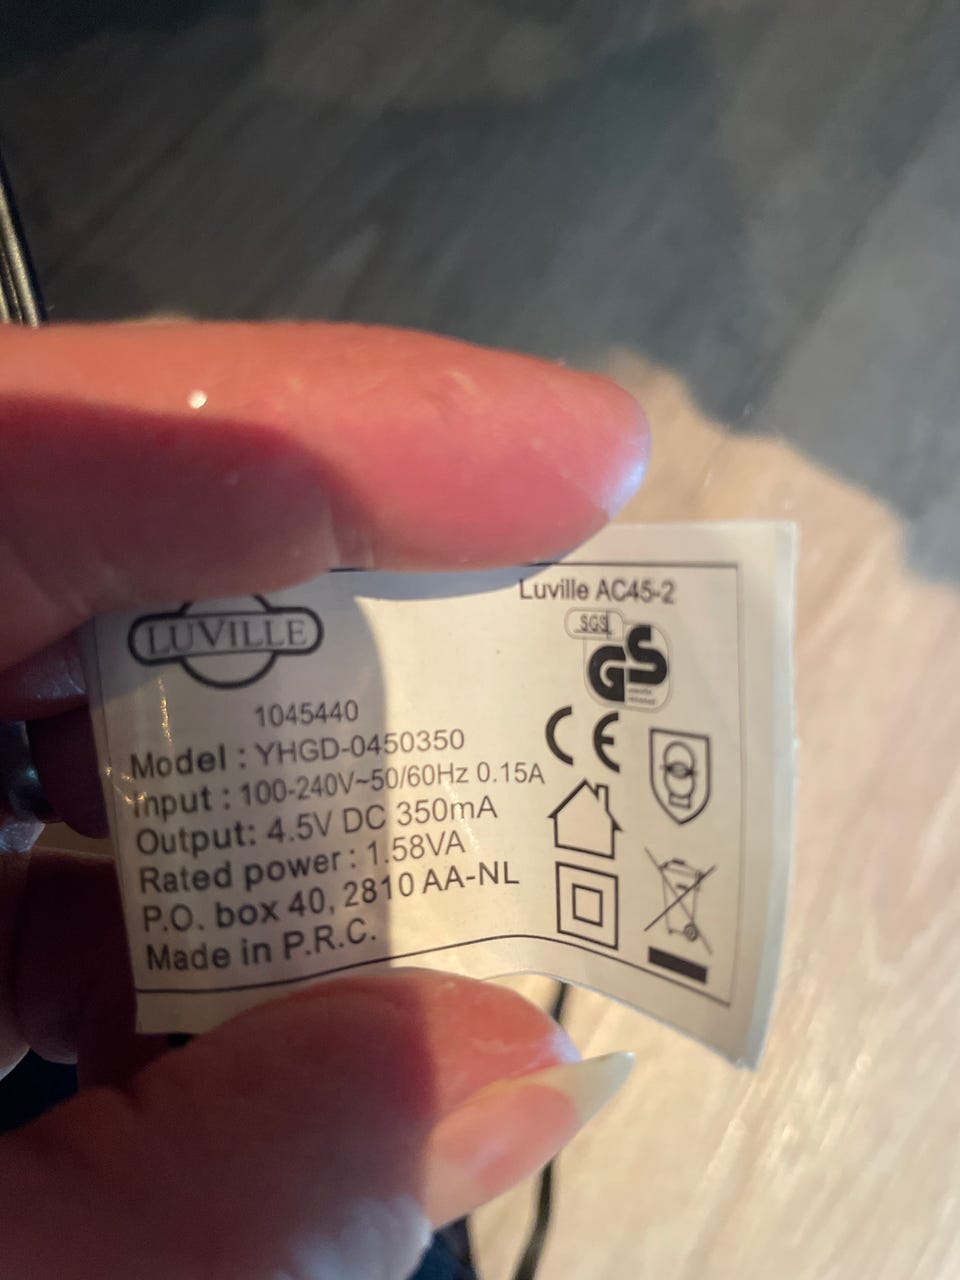 Luville AC45-2
LUVILLE
SGS
GS
1045440
Model : YHGD-0450350
Input : 100-240V~50/60Hz 0.15A
Output: 4.5V DC 350mA
Rated power : 1.58VA
P.O. box 40, 2810 AA-NL
Made in P.R.C.
CE